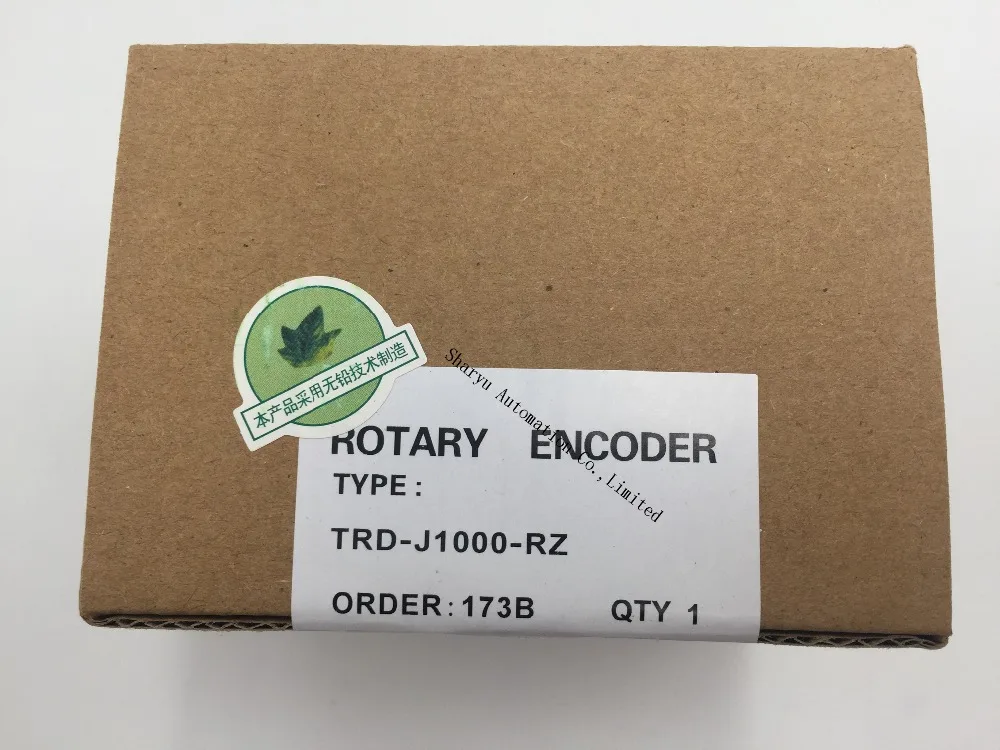 本产品采用无铅技术制造
Sharyu Automation Co.,Limited
ROTARY ENCODER
TYPE:
TRD-J1000-RZ
ORDER: 173B QTY 1